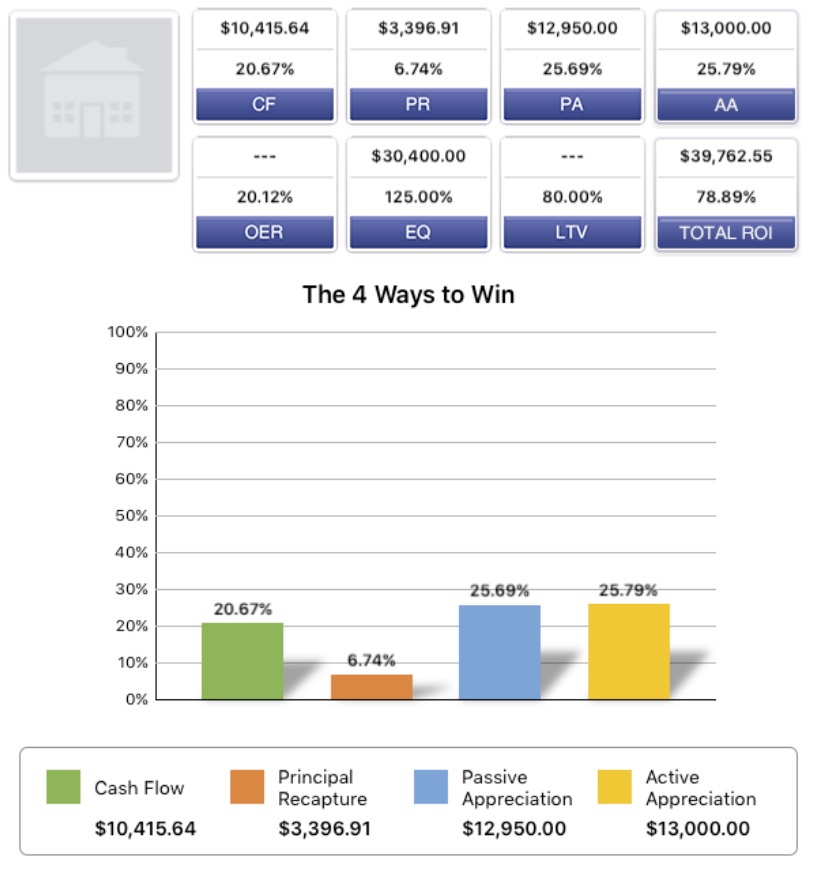 $10,415.64 $3,396.91 $12,950.00 $13,000.00
20.67% 6.74% 25.69% 25.79%
CF PR PA AA
--- $30,400.00 --- $39,762.55
20.12% 125.00% 80.00% 78.89%
OER EQ LTV TOTAL ROI
The 4 Ways to Win
100%
90%
80%
70%
60%
50%
40%
30%
20%
10%
0%
20.67%
6.74%
25.69%
25.79%
Cash Flow
$10,415.64
Principal
Recapture
$3,396.91
Passive
Appreciation
$12,950.00
Active
Appreciation
$13,000.00